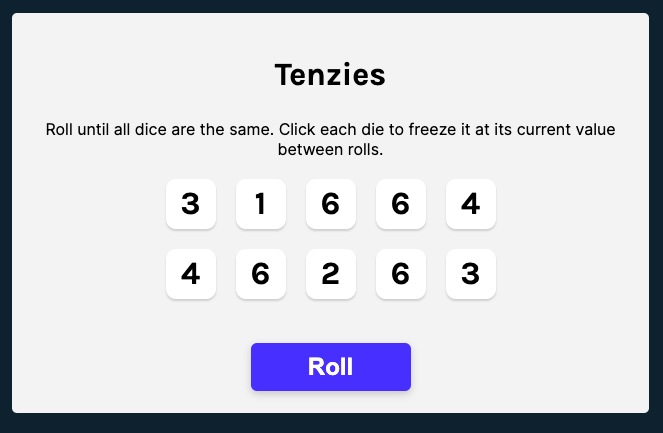 Tenzies
Roll until all dice are the same. Click each die to freeze it at its current value
between rolls.
3 1 6 6 4
4 6 2 6 3
Roll